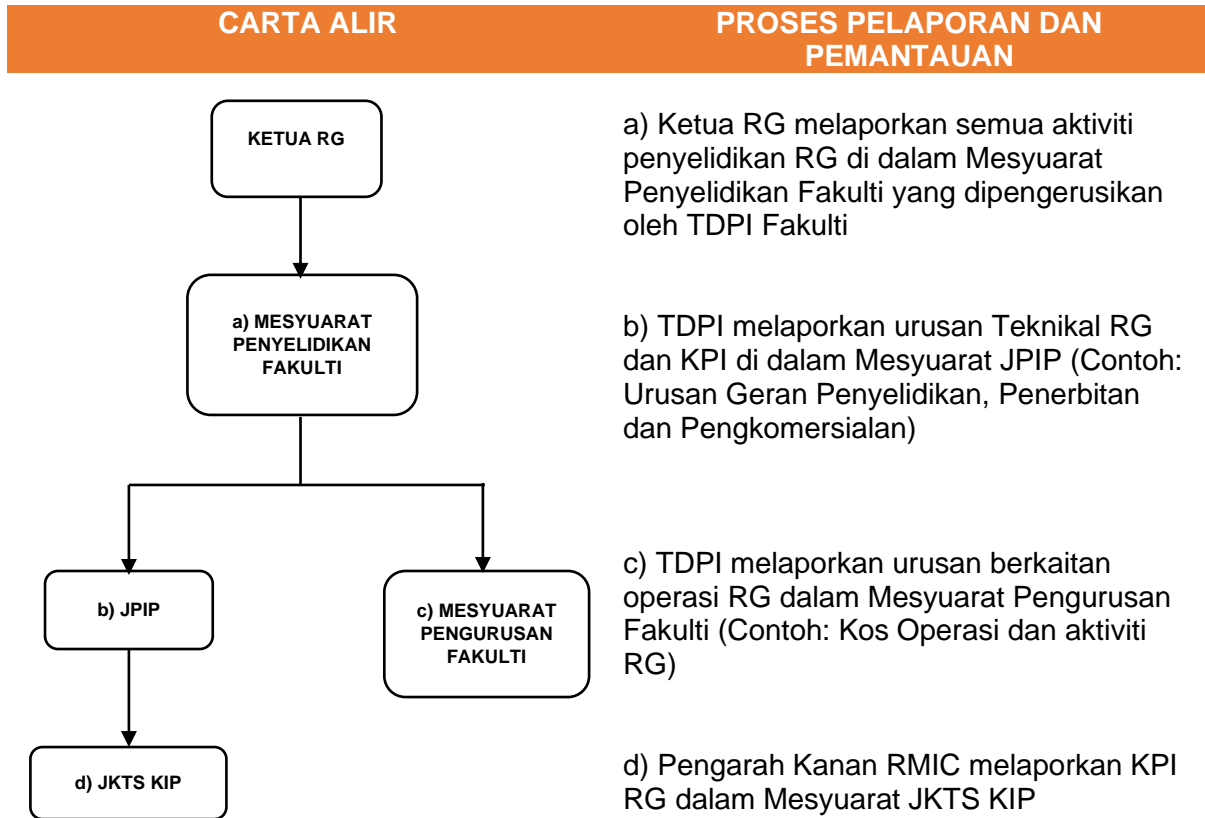 CARTA ALIR
PROSES PELAPORAN DAN
PEMANTAUAN
KETUA RG
a) Ketua RG melaporkan semua aktiviti
penyelidikan RG di dalam Mesyuarat
Penyelidikan Fakulti yang dipengerusikan
oleh TDPI Fakulti
a) MESYUARAT
PENYELIDIKAN
FAKULTI
b) TDPI melaporkan urusan Teknikal RG
dan KPI di dalam Mesyuarat JPIP (Contoh:
Urusan Geran Penyelidikan, Penerbitan
dan Pengkomersialan)
b) JPIP
c) MESYUARAT
PENGURUSAN
FAKULTI
c) TDPI melaporkan urusan berkaitan
operasi RG dalam Mesyuarat Pengurusan
Fakulti (Contoh: Kos Operasi dan aktiviti
RG)
d) JKTS KIP
d) Pengarah Kanan RMIC melaporkan KPI
RG dalam Mesyuarat JKTS KIP